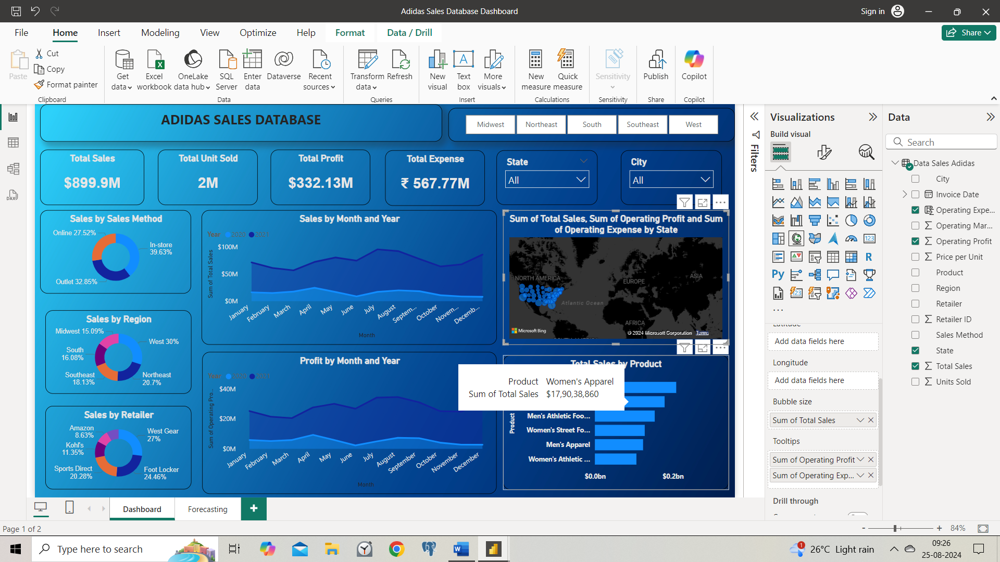 Adidas Sales Database Dashboard
Sign in
File Home Insert Modeling View Optimize Help Format Data / Drill
Share
Paste
Cut
Copy
Format painter
Clipboard
Get data
Excel workbook
OneLake data hub
SQL Server
Enter data
Dataverse
Recent sources
Data
Transform data
Refresh
Queries
New visual
Text box
More visuals
Insert
New measure
Quick measure
Calculations
Sensitivity
Sensitivity
Publish
Share
Copilot
Copilot
ADIDAS SALES DATABASE
Midwest Northeast South Southeast West
Total Sales
$899.9M
Total Unit Sold
2M
Total Profit
$332.13M
Total Expense
₹ 567.77M
State
All
City
All
Sales by Sales Method
Online 27.52%
In-store
39.63%
Outlet 32.85%
Sales by Month and Year
Year 2020 2021
Sum of Total Sales
$100M
$50M
$0M
January February March April May June July August Septem... October Novem... Decemb...
Month
Sum of Total Sales, Sum of Operating Profit and Sum
of Operating Expense by State
NORTH AMERICA
EUROPE
ASIA
Atlantic Ocean
AFRICA
Microsoft Bing
© 2024 Microsoft Corporation Terms
Sales by Region
Midwest 15.09%
West 30%
South
16.08%
Southeast
18.13%
Northeast
20.7%
Profit by Month and Year
Year 2020 2021
Sum of Operating Pro...
$40M
$20M
$0M
January February March April May June July August September October November December
Month
Total Sales by Product
Product Women's Apparel
Sum of Total Sales $17,90,38,860
Product
Men's Athletic Foo...
Women's Street Fo...
Men's Apparel
Women's Athletic ...
$0.0bn $0.2bn
Sales by Retailer
Amazon
8.63%
West Gear
27%
Kohl's
11.35%
Sports Direct
20.28%
Foot Locker
24.46%
Filters
Visualizations
Build visual
123
R
Py
Add data fields here
Longitude
Add data fields here
Bubble size
Sum of Total Sales
Tooltips
Sum of Operating Profit
Sum of Operating Exp...
Drill through
Data
Search
Data Sales Adidas
City
Invoice Date
Operating Expe...
Operating Mar...
Operating Profit
Price per Unit
Product
Region
Retailer
Retailer ID
Sales Method
State
Total Sales
Units Sold
Dashboard
Forecasting
Page 1 of 2
84%
Type here to search
1
26°C Light rain
09:26
25-08-2024